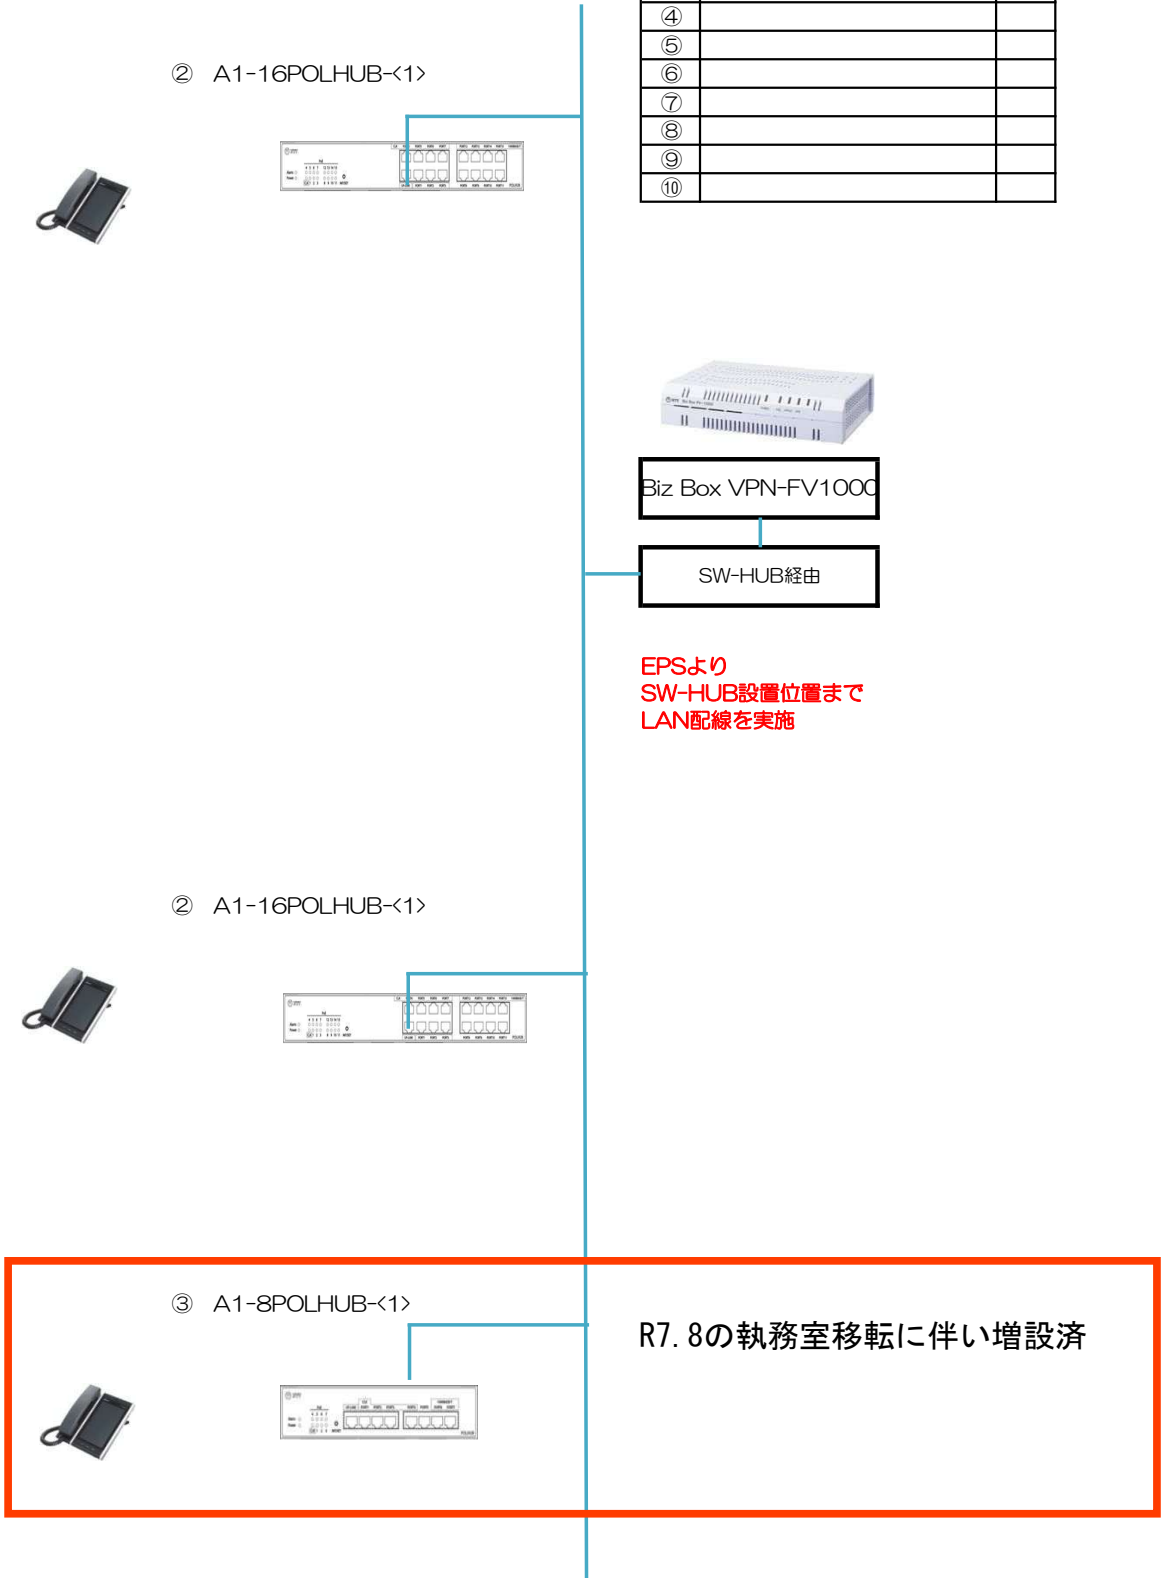 ④
⑤
② A1-16POLHUB-<1>
⑥
⑦
⑧
⑨
⑩
Biz Box VPN-FV1000
SW-HUB経由
EPSより
SW-HUB設置位置まで
LAN配線を実施
② A1-16POLHUB-<1>
③ A1-8POLHUB-<1>
R7.8の執務室移転に伴い増設済